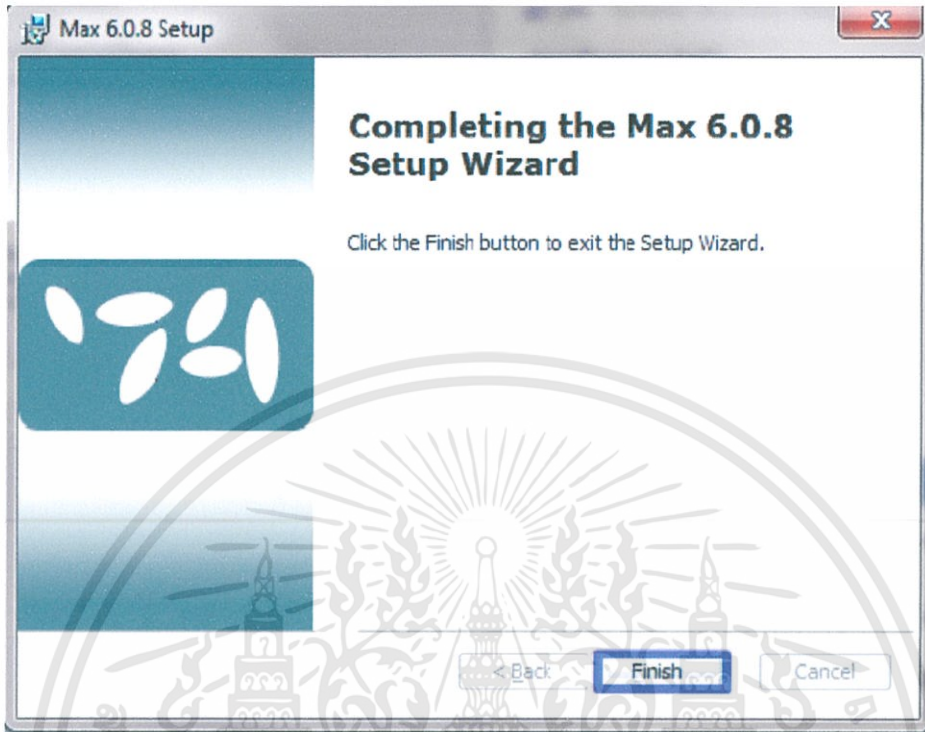 Max 6.0.8 Setup
Completing the Max 6.0.8
Setup Wizard
Click the Finish button to exit the Setup Wizard.
< Back Finish Cancel